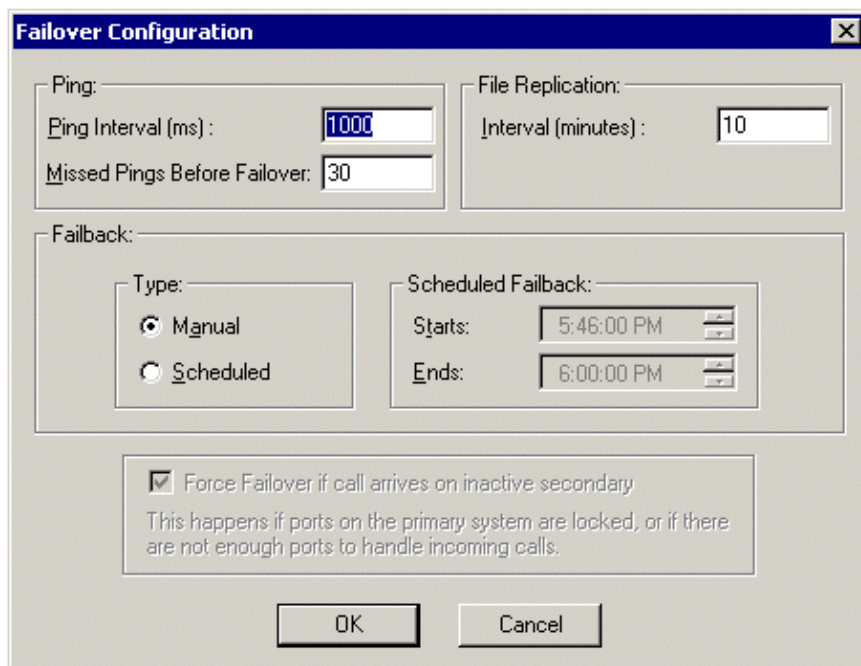 Failover Configuration
Ping:
Ping Interval (ms) : 1000
Missed Pings Before Failover: 30
File Replication:
Interval (minutes) : 10
Failback:
Type:
Manual
Scheduled
Scheduled Failback:
Starts: 5:46:00 PM
Ends: 6:00:00 PM
Force Failover if call arrives on inactive secondary
This happens if ports on the primary system are locked, or if there
are not enough ports to handle incoming calls.
OK Cancel